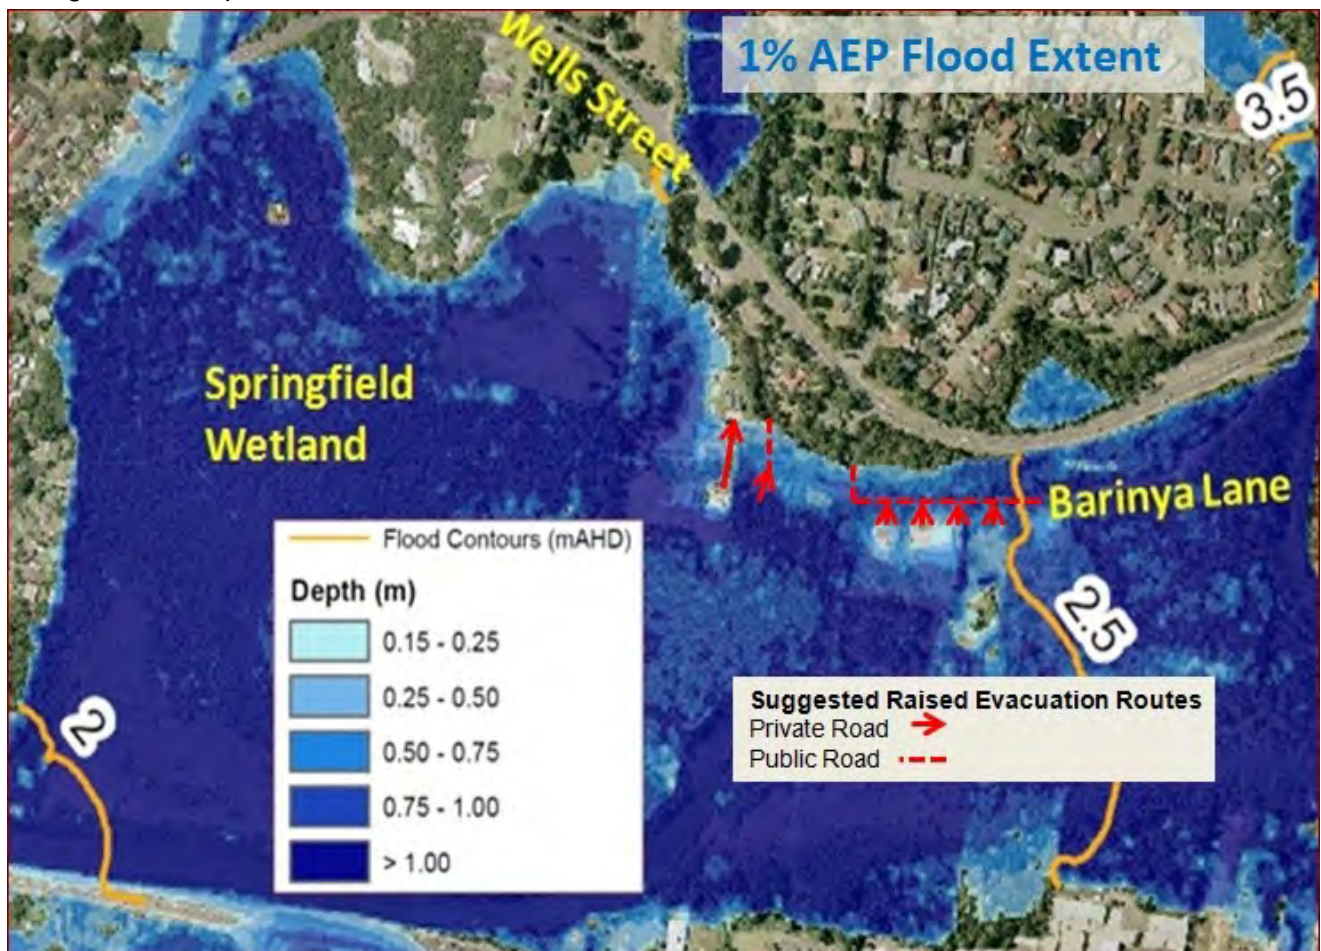 Wells Street
1% AEP Flood Extent
3.5
Springfield
Wetland
Barinya Lane
Flood Contours (mAHD)
Depth (m)
0.15 - 0.25
0.25 - 0.50
0.50 - 0.75
0.75 - 1.00
> 1.00
2.5
2
Suggested Raised Evacuation Routes
Private Road
Public Road